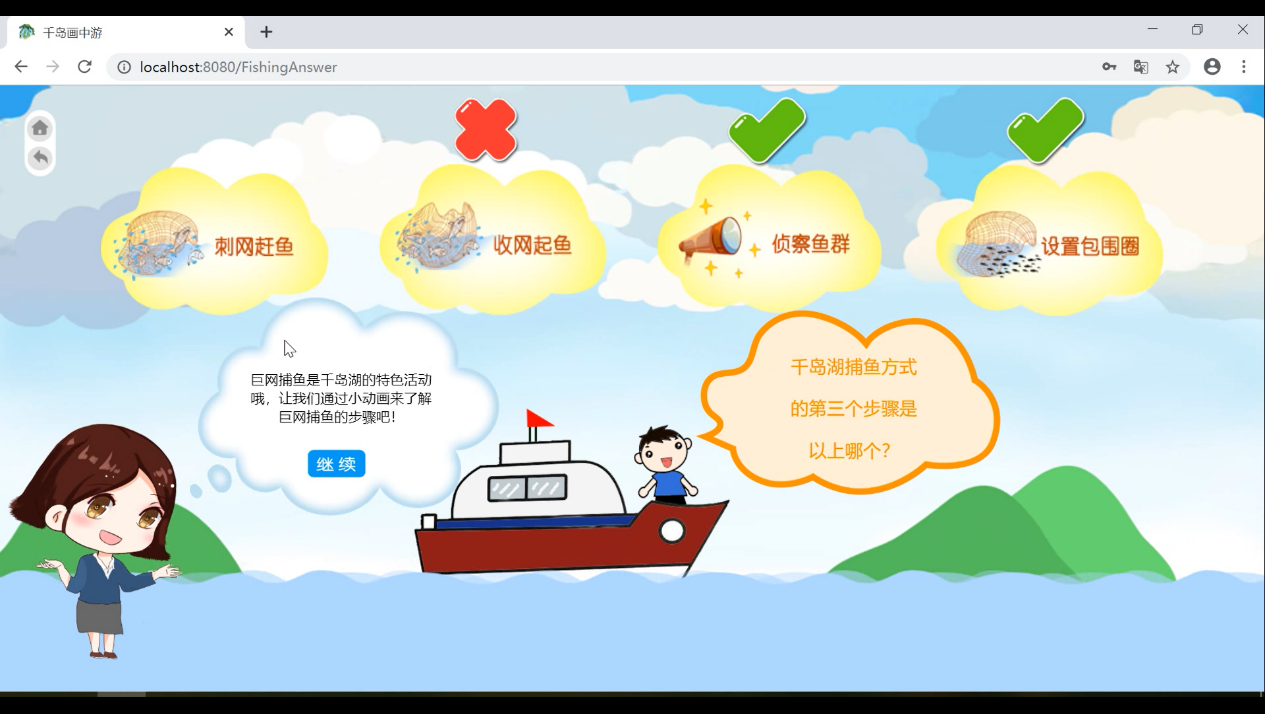 千岛画中游
localhost:8080/FishingAnswer
刺网赶鱼
收网起鱼
侦察鱼群
设置包围圈
巨网捕鱼是千岛湖的特色活动
哦，让我们通过小动画来了解
巨网捕鱼的步骤吧！
继 续
千岛湖捕鱼方式
的第三个步骤是
以上哪个？